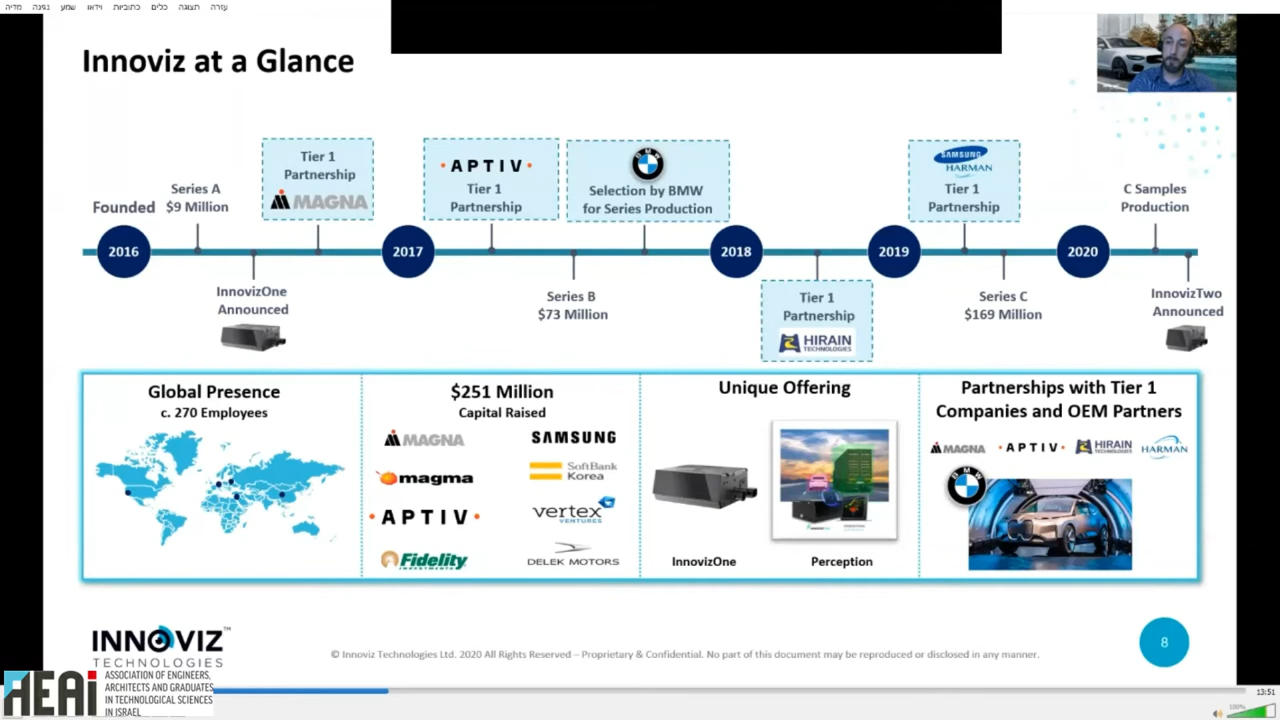 מדיה נגינה שמע וידאו כתוביות כלים תצוגה עזרה
Innoviz at a Glance
Founded
Series A
$9 Million
Tier 1
Partnership
MAGNA
APTIV
Tier 1
Partnership
BMW
Selection by BMW
for Series Production
SAMSUNG
HARMAN
Tier 1
Partnership
C Samples
Production
2016
2017
2018
2019
2020
InnovizOne
Announced
Series B
$73 Million
Tier 1
Partnership
HIRAIN
TECHNOLOGIES
Series C
$169 Million
InnovizTwo
Announced
Global Presence
c. 270 Employees
$251 Million
Capital Raised
MAGNA
SAMSUNG
magma
SoftBank
Korea
APTIV
vertex
VENTURES
Fidelity
INVESTMENTS
DELEK MOTORS
Unique Offering
InnovizOne
Perception
Partnerships with Tier 1
Companies and OEM Partners
MAGNA
APTIV
HIRAIN
TECHNOLOGIES
HARMAN
BMW
INNOVIZ™
TECHNOLOGIES
© Innoviz Technologies Ltd. 2020 All Rights Reserved – Proprietary & Confidential. No part of this document may be reproduced or disclosed in any manner.
8
AEAi
ASSOCIATION OF ENGINEERS,
ARCHITECTS AND GRADUATES
IN TECHNOLOGICAL SCIENCES
IN ISRAEL
13:51
100%